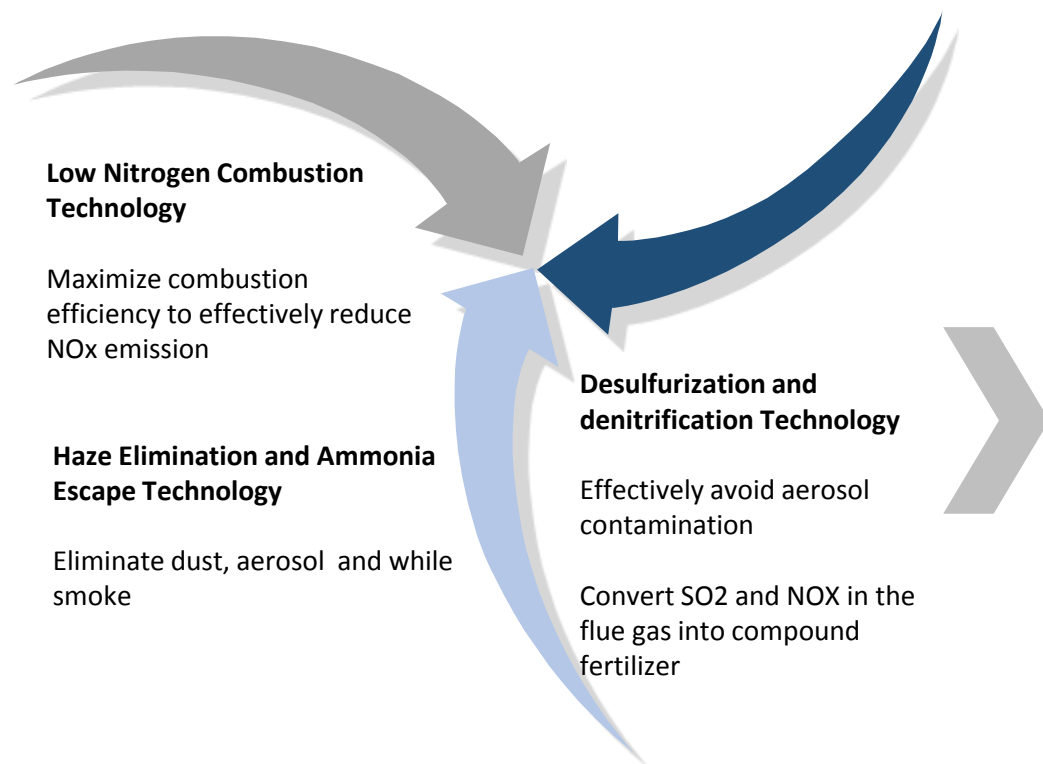 Low Nitrogen Combustion
Technology
Maximize combustion
efficiency to effectively reduce
NOx emission
Haze Elimination and Ammonia
Escape Technology
Eliminate dust, aerosol  and while
smoke
Desulfurization and
denitrification Technology
Effectively avoid aerosol
contamination
Convert SO2 and NOX in the
flue gas into compound
fertilizer